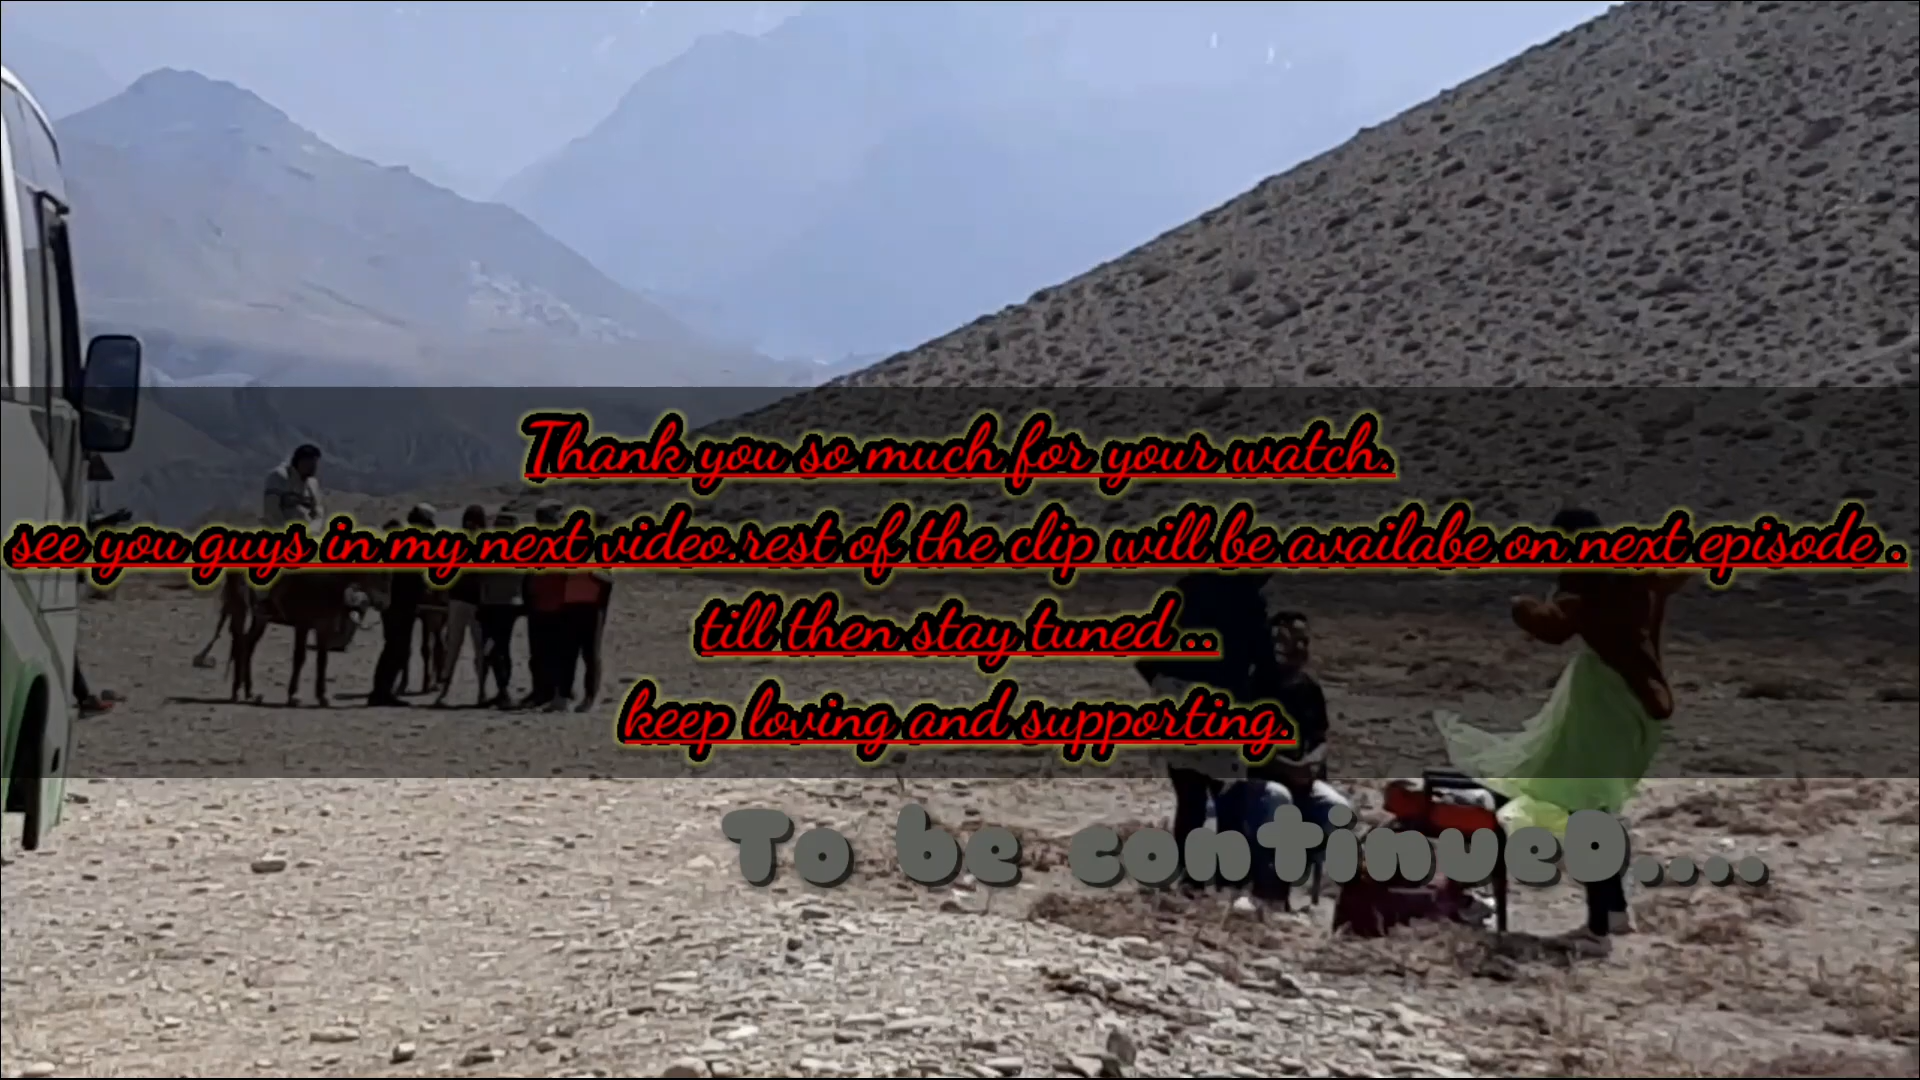 Thank you so much for your watch.
see you guys in my next video.rest of the clip will be availabe on next episode .
till then stay tuned ..
keep loving and supporting.
To be continueD....